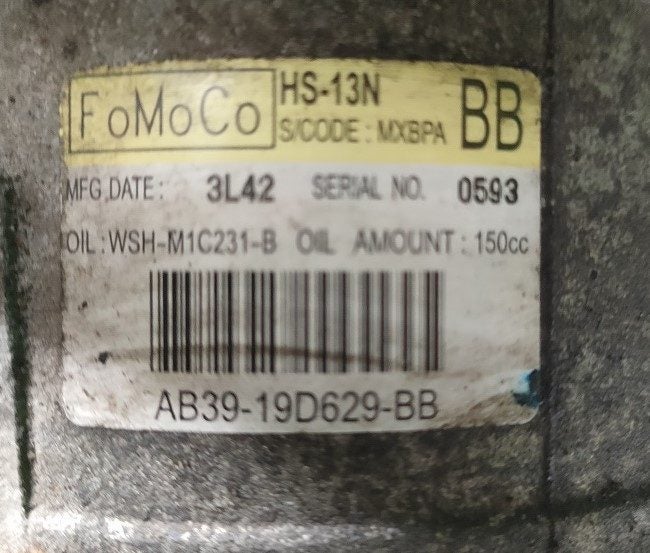 FoMoCo HS-13N BB
S/CODE : MXBPA
MFG.DATE : 3L42 SERIAL NO. 0593
OIL : WSH-M1C231-B OIL AMOUNT : 150cc
AB39-19D629-BB